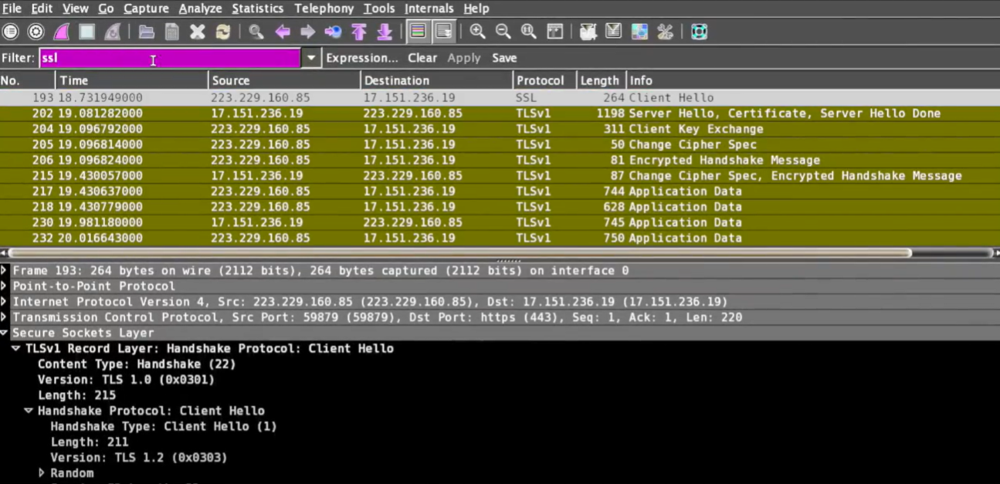 File Edit View Go Capture Analyze Statistics Telephony Tools Internals Help
Filter: ssl Expression... Clear Apply Save
No. Time Source Destination Protocol Length Info
193 18.731949000 223.229.160.85 17.151.236.19 SSL 264 Client Hello
202 19.081282000 17.151.236.19 223.229.160.85 TLSv1 1198 Server Hello, Certificate, Server Hello Done
204 19.096792000 223.229.160.85 17.151.236.19 TLSv1 311 Client Key Exchange
205 19.096814000 223.229.160.85 17.151.236.19 TLSv1 50 Change Cipher Spec
206 19.096824000 223.229.160.85 17.151.236.19 TLSv1 81 Encrypted Handshake Message
215 19.430057000 17.151.236.19 223.229.160.85 TLSv1 87 Change Cipher Spec, Encrypted Handshake Message
217 19.430637000 223.229.160.85 17.151.236.19 TLSv1 744 Application Data
218 19.430779000 223.229.160.85 17.151.236.19 TLSv1 628 Application Data
230 19.981180000 17.151.236.19 223.229.160.85 TLSv1 745 Application Data
232 20.016643000 223.229.160.85 17.151.236.19 TLSv1 750 Application Data
Frame 193: 264 bytes on wire (2112 bits), 264 bytes captured (2112 bits) on interface 0
Point-to-Point Protocol
Internet Protocol Version 4, Src: 223.229.160.85 (223.229.160.85), Dst: 17.151.236.19 (17.151.236.19)
Transmission Control Protocol, Src Port: 59879 (59879), Dst Port: https (443), Seq: 1, Ack: 1, Len: 220
Secure Sockets Layer
TLSv1 Record Layer: Handshake Protocol: Client Hello
Content Type: Handshake (22)
Version: TLS 1.0 (0x0301)
Length: 215
Handshake Protocol: Client Hello
Handshake Type: Client Hello (1)
Length: 211
Version: TLS 1.2 (0x0303)
Random